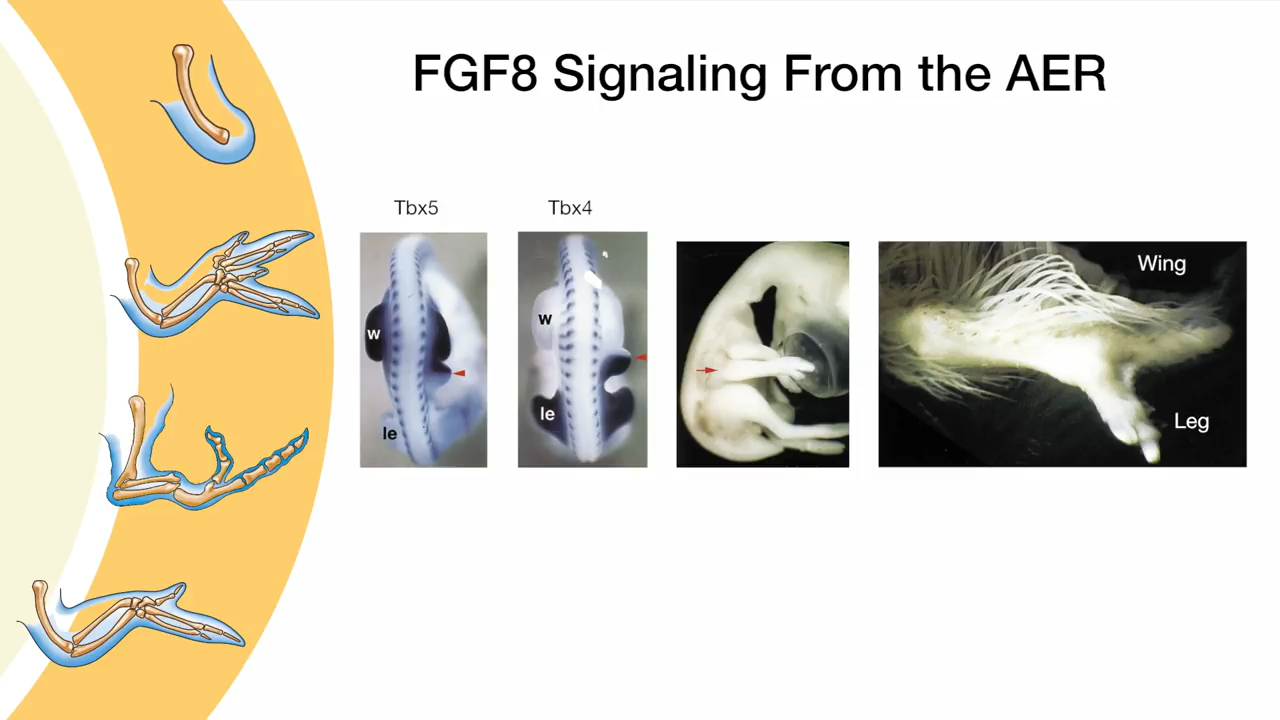 FGF8 Signaling From the AER
Tbx5
Tbx4
w
le
w
le
Wing
Leg